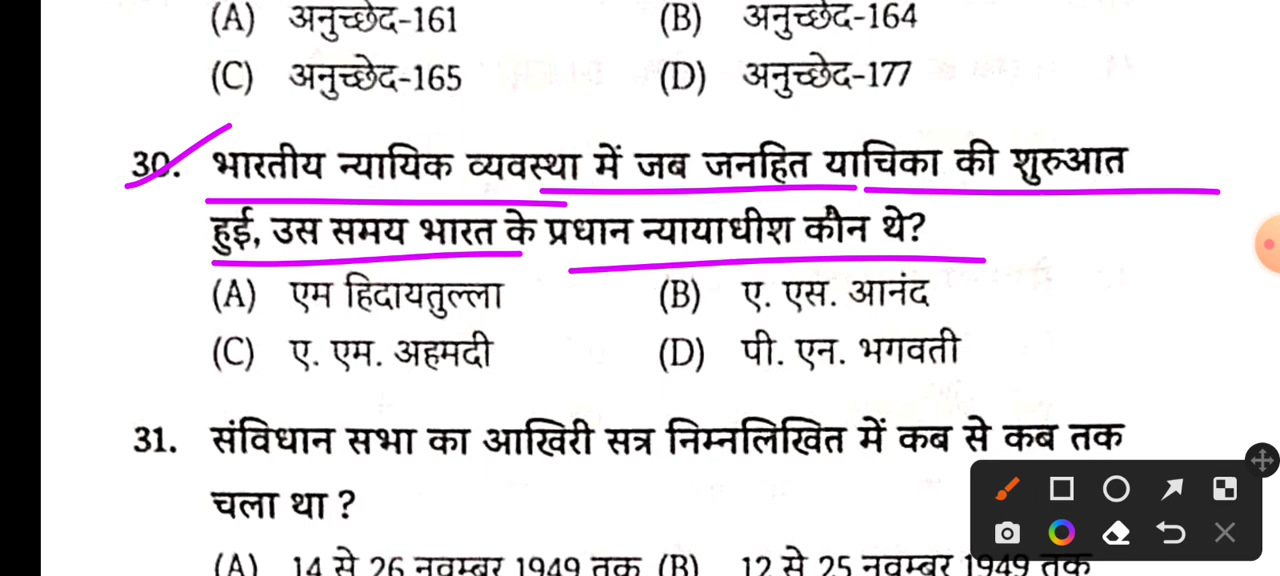 (A) अनुच्छेद-161 (B) अनुच्छेद-164
(C) अनुच्छेद-165 (D) अनुच्छेद-177
30. भारतीय न्यायिक व्यवस्था में जब जनहित याचिका की शुरुआत
हुई, उस समय भारत के प्रधान न्यायाधीश कौन थे?
(A) एम हिदायतुल्ला (B) ए. एस. आनंद
(C) ए. एम. अहमदी (D) पी. एन. भगवती
31. संविधान सभा का आखिरी सत्र निम्नलिखित में कब से कब तक
चला था ?
(A) 14 से 26 नवम्बर 1949 तक (B) 12 से 25 नवम्बर 1949 तक